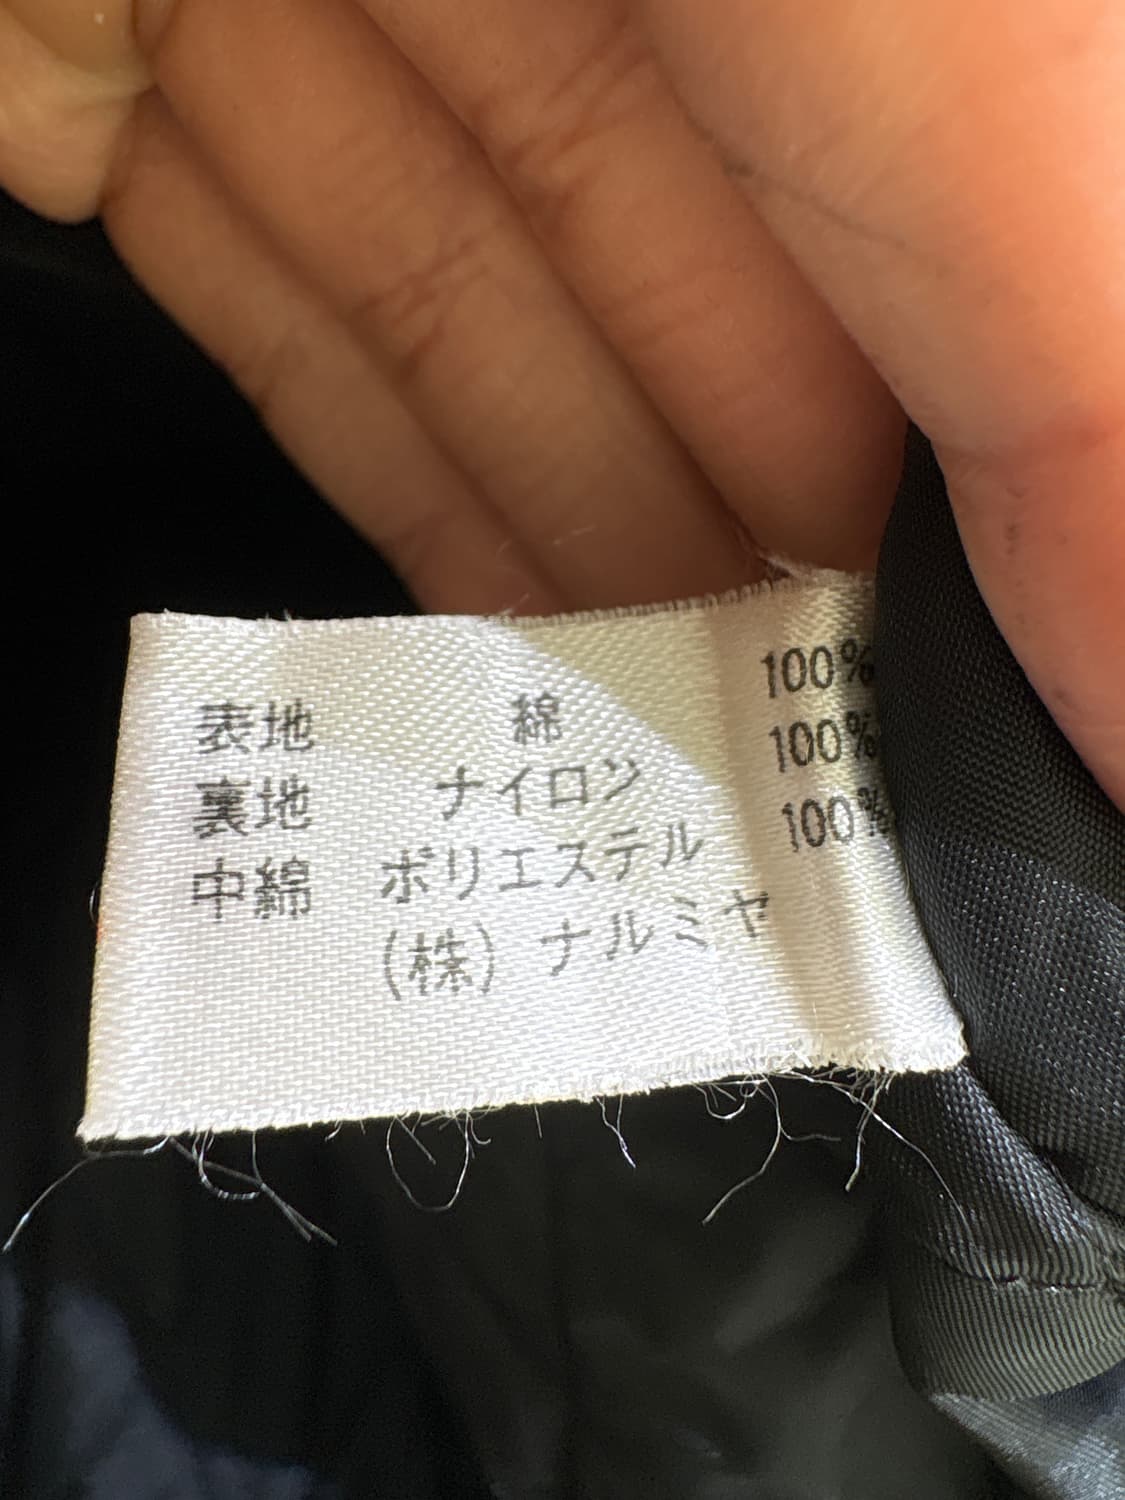 表地 綿 100%
裏地 ナイロン 100%
中綿 ポリエステル 100%
(株) ナルミヤ